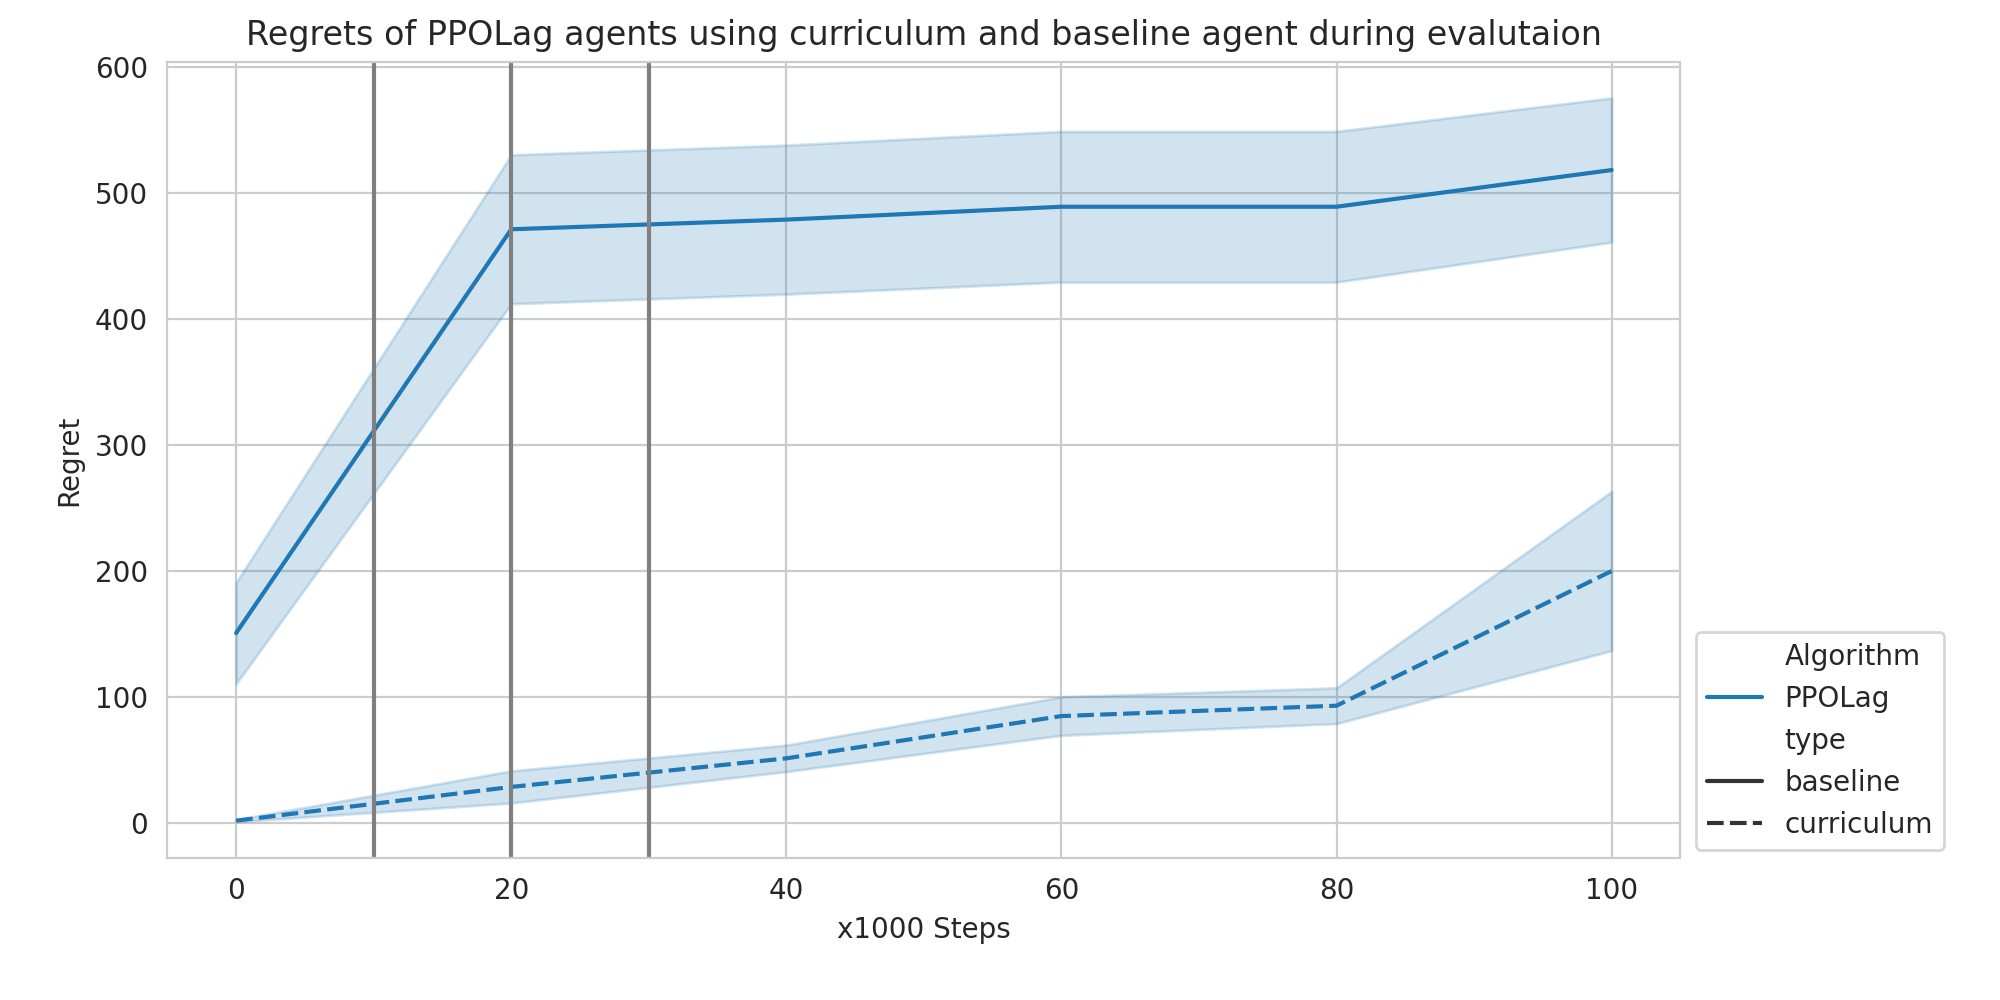 Regrets of PPOLag agents using curriculum and baseline agent during evalutaion
600
500
400
300
200
100
0
Regret
0 20 40 60 80 100
x1000 Steps
Algorithm
PPOLag
type
baseline
curriculum